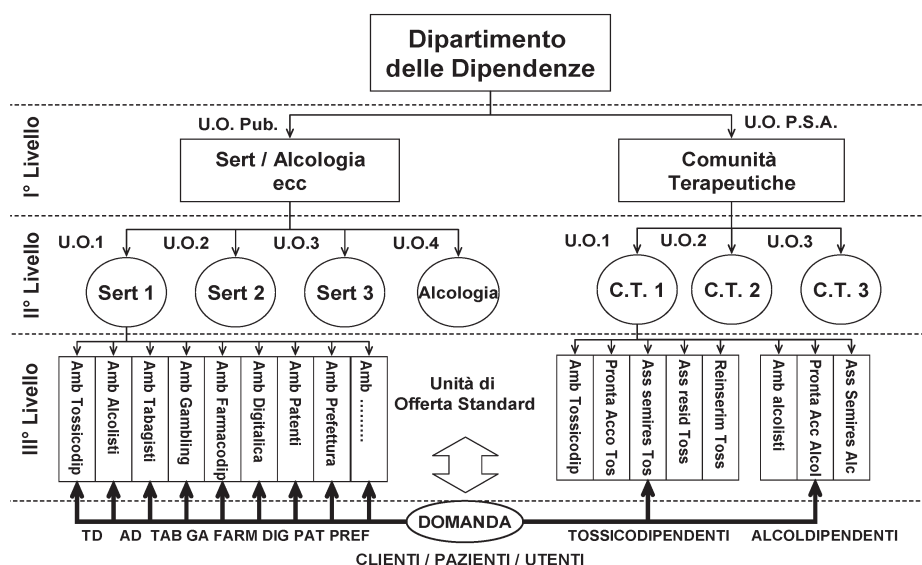 Dipartimento
delle Dipendenze
U.O. Pub.
U.O. P.S.A.
I° Livello
Sert / Alcologia
ecc
Comunità
Terapeutiche
II° Livello
U.O.1
U.O.2
U.O.3
U.O.4
U.O.1
U.O.2
U.O.3
Sert 1
Sert 2
Sert 3
Alcologia
C.T. 1
C.T. 2
C.T. 3
III° Livello
Amb Tossicodip
Amb Alcolisti
Amb Tabagisti
Amb Gambling
Amb Farmacodip
Amb Digitalica
Amb Patenti
Amb Prefettura
Amb .........
Unità di
Offerta Standard
Amb Tossicodip
Pronta Acco Tos
Ass semires Tos
Ass resid Toss
Reinserim Toss
Amb alcolisti
Pronta Acc Alcol
Ass Semires Alc
DOMANDA
TD AD TAB GA FARM DIG PAT PREF
TOSSICODIPENDENTI
ALCOLDIPENDENTI
CLIENTI / PAZIENTI / UTENTI